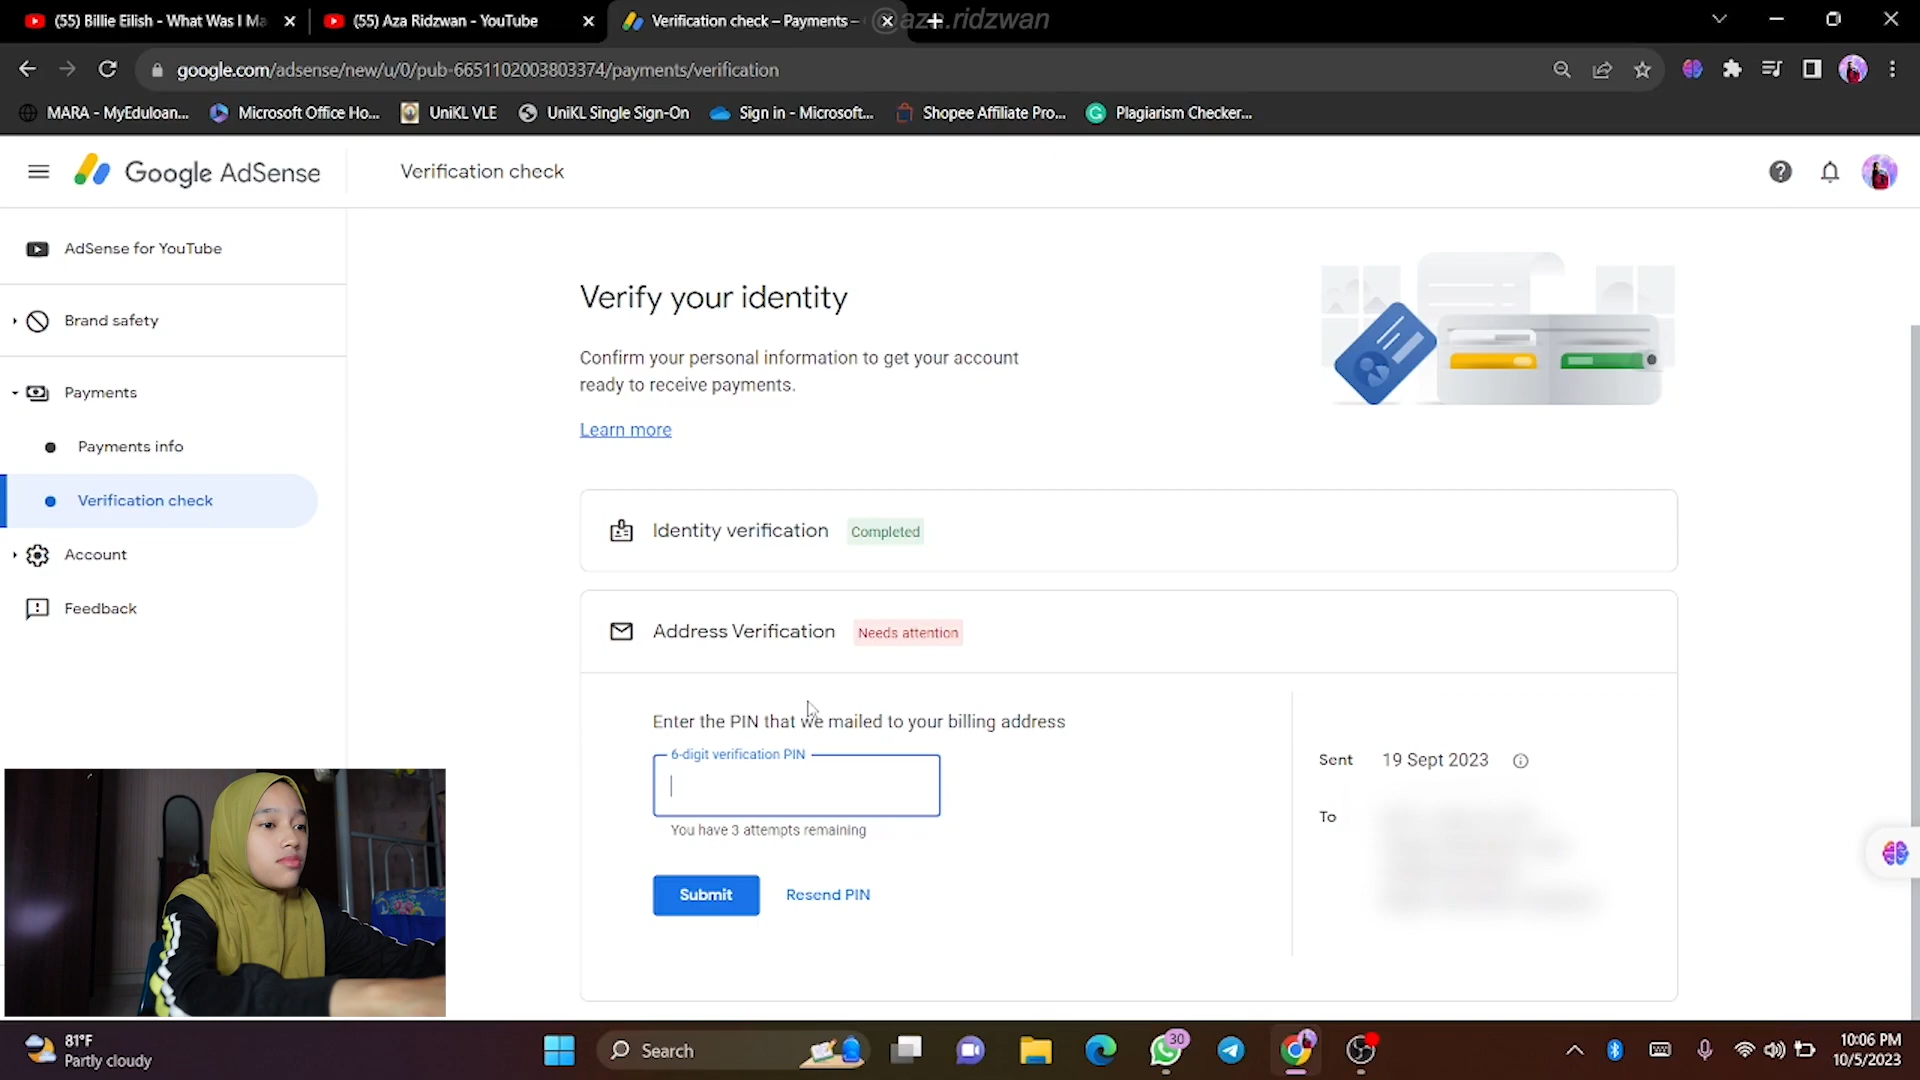 (55) Billie Eilish - What Was I Ma
(55) Aza Ridzwan - YouTube
Verification check – Payments –
@aza.ridzwan
google.com/adsense/new/u/0/pub-6651102003803374/payments/verification
MARA - MyEduloan...
Microsoft Office Ho...
UniKL VLE
UniKL Single Sign-On
Sign in - Microsoft...
Shopee Affiliate Pro...
Plagiarism Checker...
Google AdSense
Verification check
AdSense for YouTube
Brand safety
Payments
Payments info
Verification check
Account
Feedback
Verify your identity
Confirm your personal information to get your account
ready to receive payments.
Learn more
Identity verification
Completed
Address Verification
Needs attention
Enter the PIN that we mailed to your billing address
6-digit verification PIN
You have 3 attempts remaining
Submit
Resend PIN
Sent 19 Sept 2023
To
81°F
Partly cloudy
Search
30
10:06 PM
10/5/2023